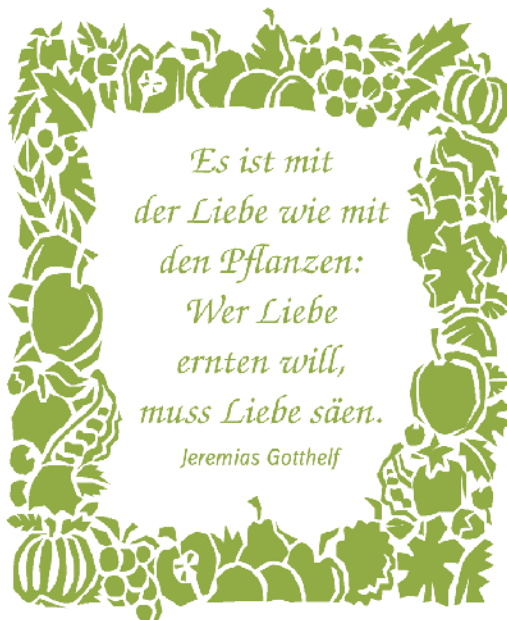 Es ist mit
der Liebe wie mit
den Pflanzen:
Wer Liebe
ernten will,
muss Liebe säen.
Jeremias Gotthelf